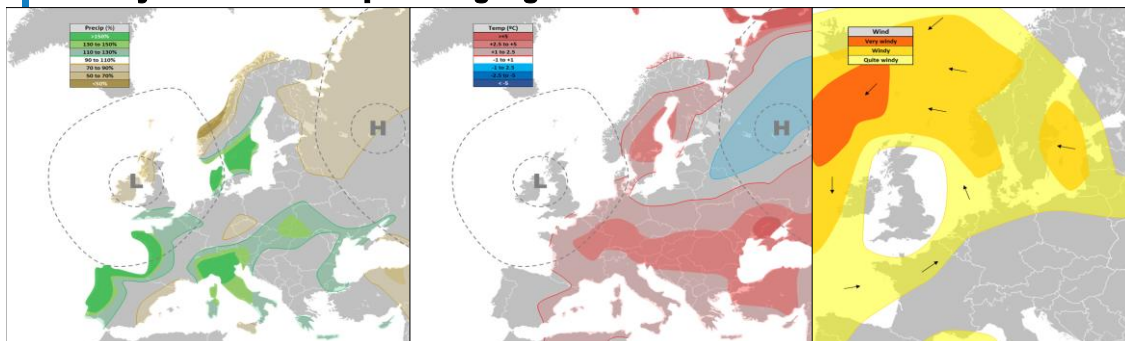 Precip (%)
>150%
130 to 150%
110 to 130%
90 to 110%
70 to 90%
50 to 70%
<50%
L
H
Temp (ºC)
>+5
+2.5 to +5
+1 to 2.5
-1 to +1
-1 to 2.5
-2.5 to -5
< -5
L
H
Wind
Very windy
Windy
Quite windy